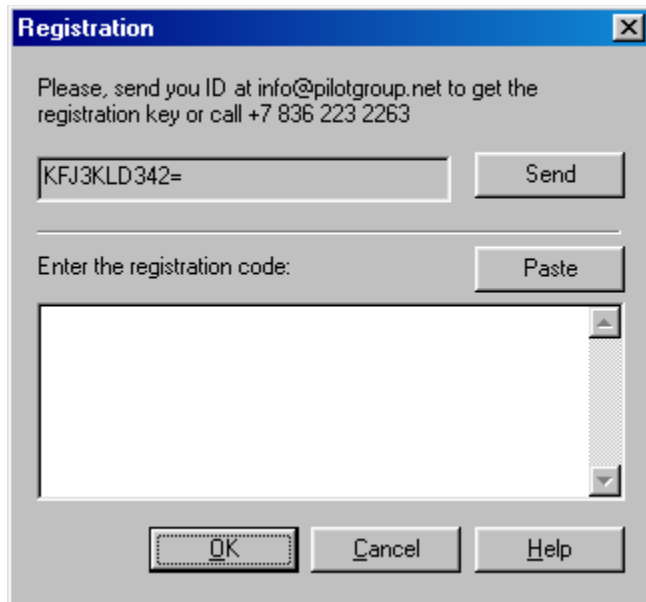 Registration
Please, send you ID at info@pilotgroup.net to get the
registration key or call +7 836 223 2263
KFJ3KLD342=
Send
Enter the registration code:
Paste
OK
Cancel
Help